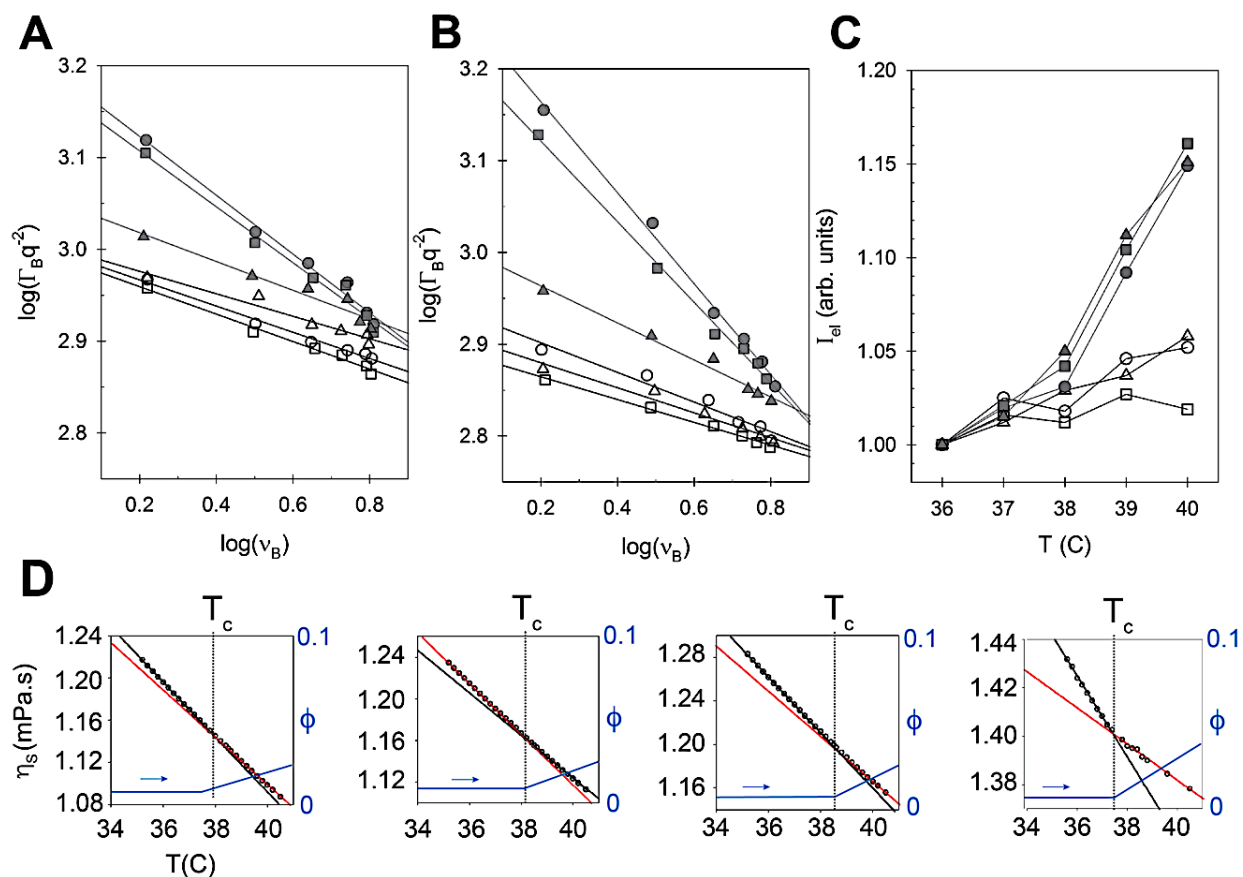 A
B
C
3.2
3.1
3.0
2.9
2.8
log(Γ_Bq⁻²)
0.2 0.4 0.6 0.8
log(ν_B)
3.2
3.1
3.0
2.9
2.8
log(Γ_Bq⁻²)
0.2 0.4 0.6 0.8
log(ν_B)
1.20
1.15
1.10
1.05
1.00
I_el (arb. units)
36 37 38 39 40
T (C)
D
T_c
1.24
1.20
1.16
1.12
1.08
η_s(mPa.s)
0.1
ϕ
0
34 36 38 40
T(C)
T_c
1.24
1.20
1.16
1.12
0.1
ϕ
0
34 36 38 40
T_c
1.28
1.24
1.20
1.16
0.1
ϕ
0
34 36 38 40
T_c
1.44
1.42
1.40
1.38
0.1
ϕ
0
34 36 38 40